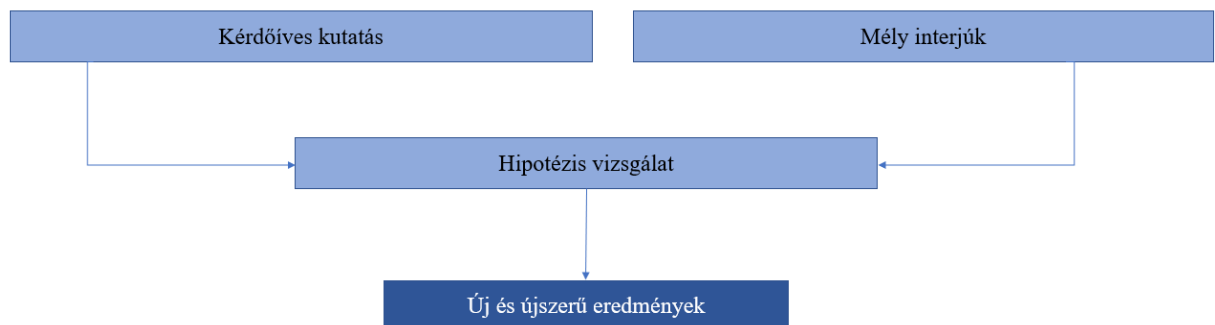 Kérdőíves kutatás
Mély interjúk
Hipotézis vizsgálat
Új és újszerű eredmények